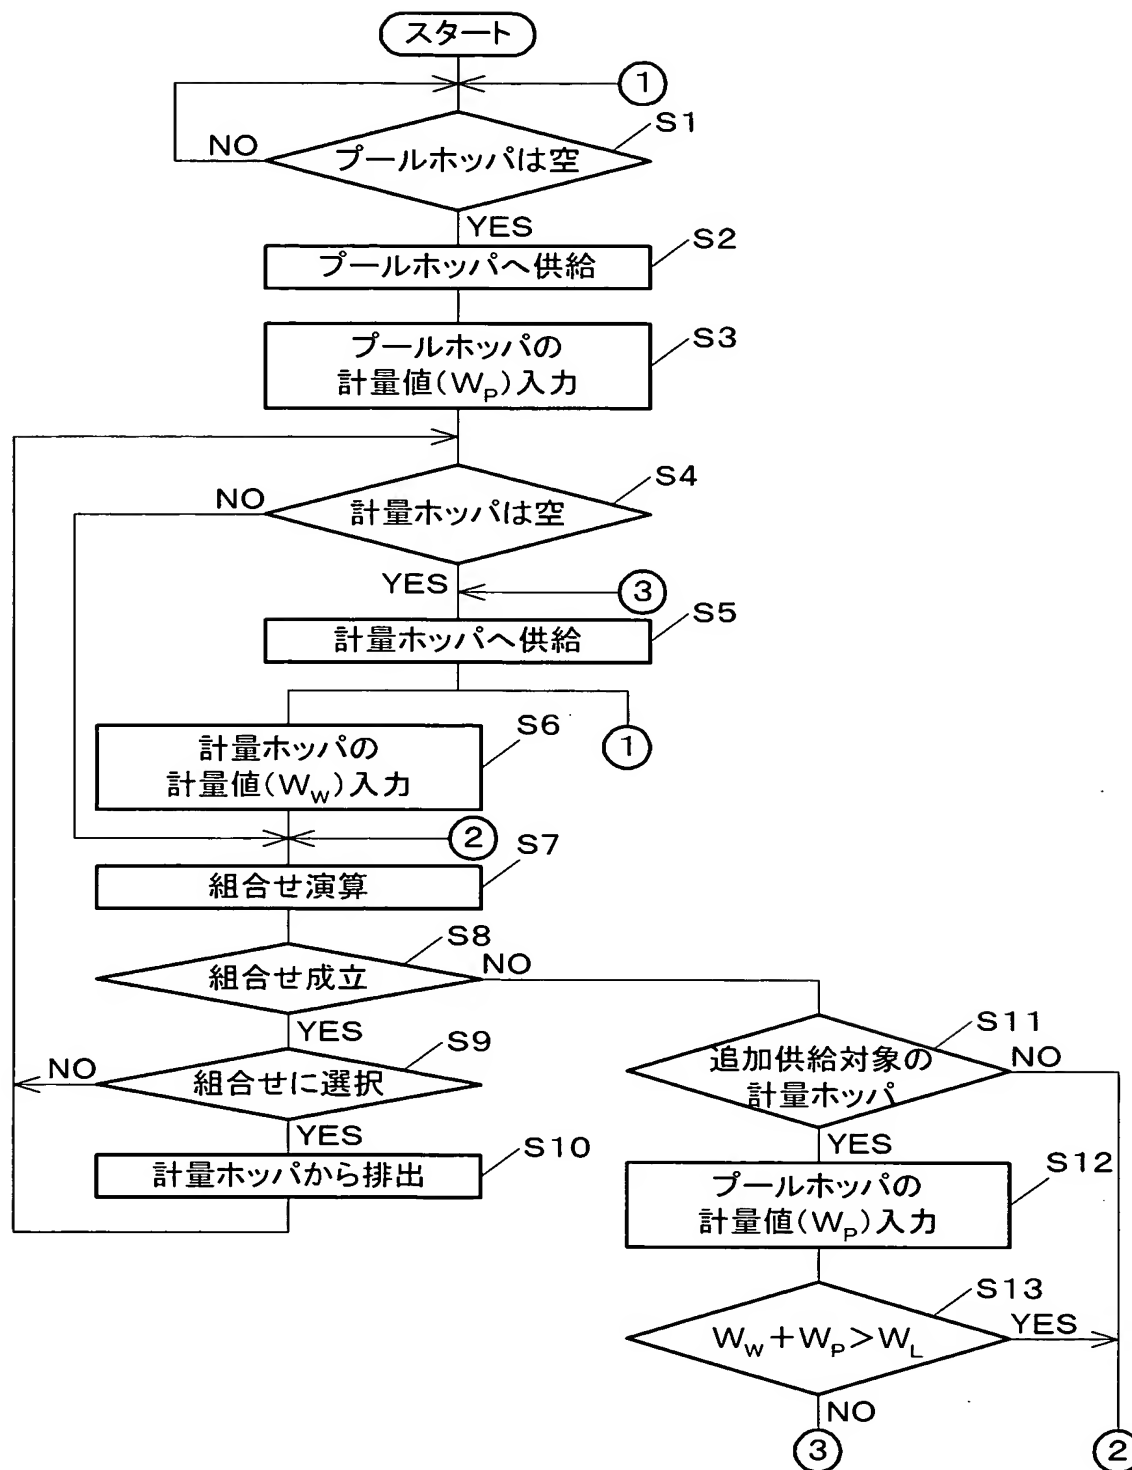 スタート
①
S1
NO
プールホッパは空
YES
S2
プールホッパへ供給
S3
プールホッパの
計量値(WP)入力
S4
NO
計量ホッパは空
YES
③
S5
計量ホッパへ供給
S6
計量ホッパの
計量値(WW)入力
①
②
S7
組合せ演算
S8
組合せ成立
NO
YES
S9
NO
組合せに選択
YES
S10
計量ホッパから排出
S11
追加供給対象の
計量ホッパ
NO
YES
S12
プールホッパの
計量値(WP)入力
S13
WW+WP>WL
YES
NO
③
②